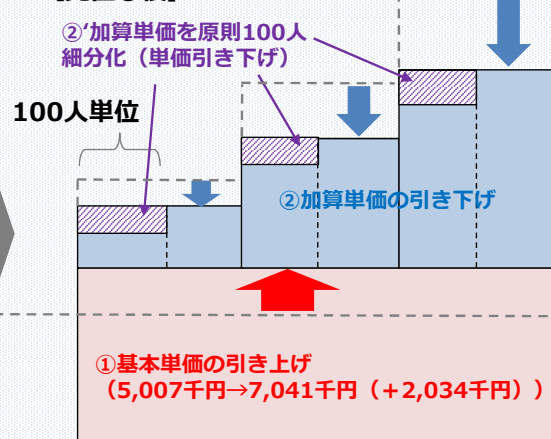 ②’加算単価を原則100人
細分化（単価引き下げ）
100人単位
②加算単価の引き下げ
①基本単価の引き上げ
（5,007千円→7,041千円（＋2,034千円））